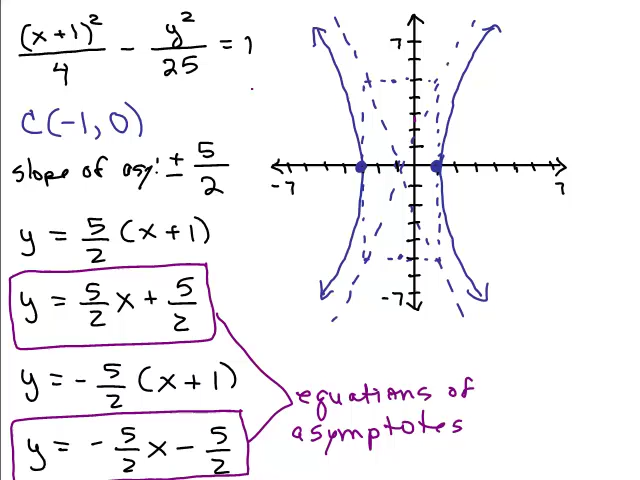 (x+1)²/4 - y²/25 = 1
C(-1, 0)
slope of asy: ± 5/2
y = 5/2 (x+1)
y = 5/2 x + 5/2
y = - 5/2 (x+1)
y = - 5/2 x - 5/2
equations of
asymptotes
7
-7
7
-7